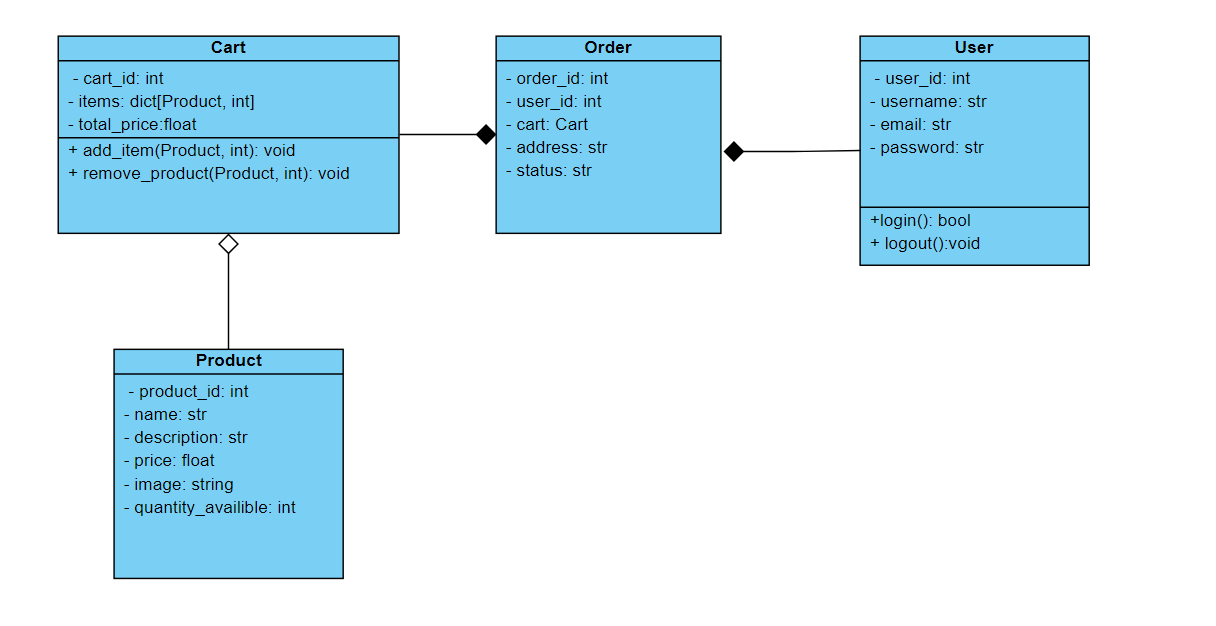 Cart
- cart_id: int
- items: dict[Product, int]
- total_price:float
+ add_item(Product, int): void
+ remove_product(Product, int): void
Order
- order_id: int
- user_id: int
- cart: Cart
- address: str
- status: str
User
- user_id: int
- username: str
- email: str
- password: str
+login(): bool
+ logout():void
Product
- product_id: int
- name: str
- description: str
- price: float
- image: string
- quantity_availible: int